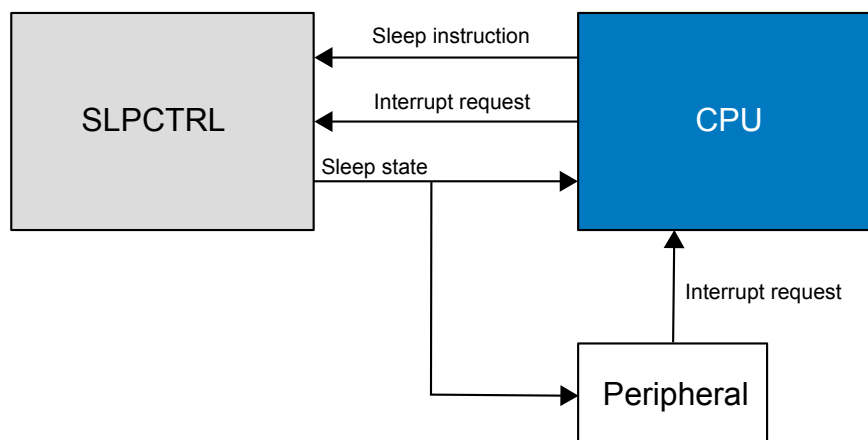 Sleep instruction
SLPCTRL
Interrupt request
CPU
Sleep state
Interrupt request
Peripheral